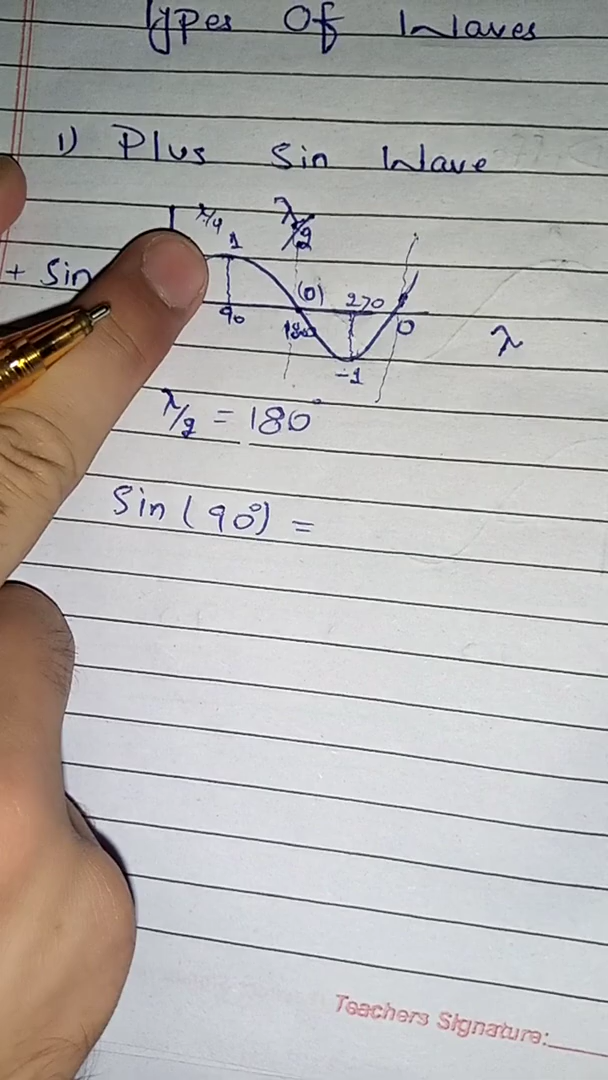 Types Of Waves
1) Plus Sin Wave
λ/4 λ/2
1
+ Sin (0) 270
90 180 0 λ
-1
λ/2 = 180
Sin (90°) =
Teachers Signature: